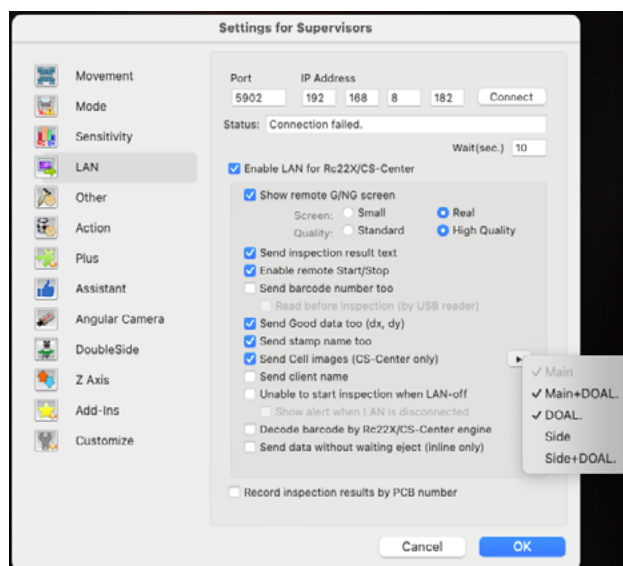 Settings for Supervisors
Movement
Mode
Sensitivity
LAN
Other
Action
Plus
Assistant
Angular Camera
DoubleSide
Z Axis
Add-Ins
Customize
Port IP Address
5902 192 168 8 182 Connect
Status: Connection failed.
Wait(sec.) 10
Enable LAN for Rc22X/CS-Center
Show remote G/NG screen
Screen: Small Real
Quality: Standard High Quality
Send inspection result text
Enable remote Start/Stop
Send barcode number too
Read before inspection (by USB reader)
Send Good data too (dx, dy)
Send stamp name too
Send Cell images (CS-Center only)
Send client name
Unable to start inspection when LAN-off
Show alert when LAN is disconnected
Decode barcode by Rc22X/CS-Center engine
Send data without waiting eject (inline only)
Record inspection results by PCB number
Main
Main+DOAL.
DOAL.
Side
Side+DOAL.
Cancel OK